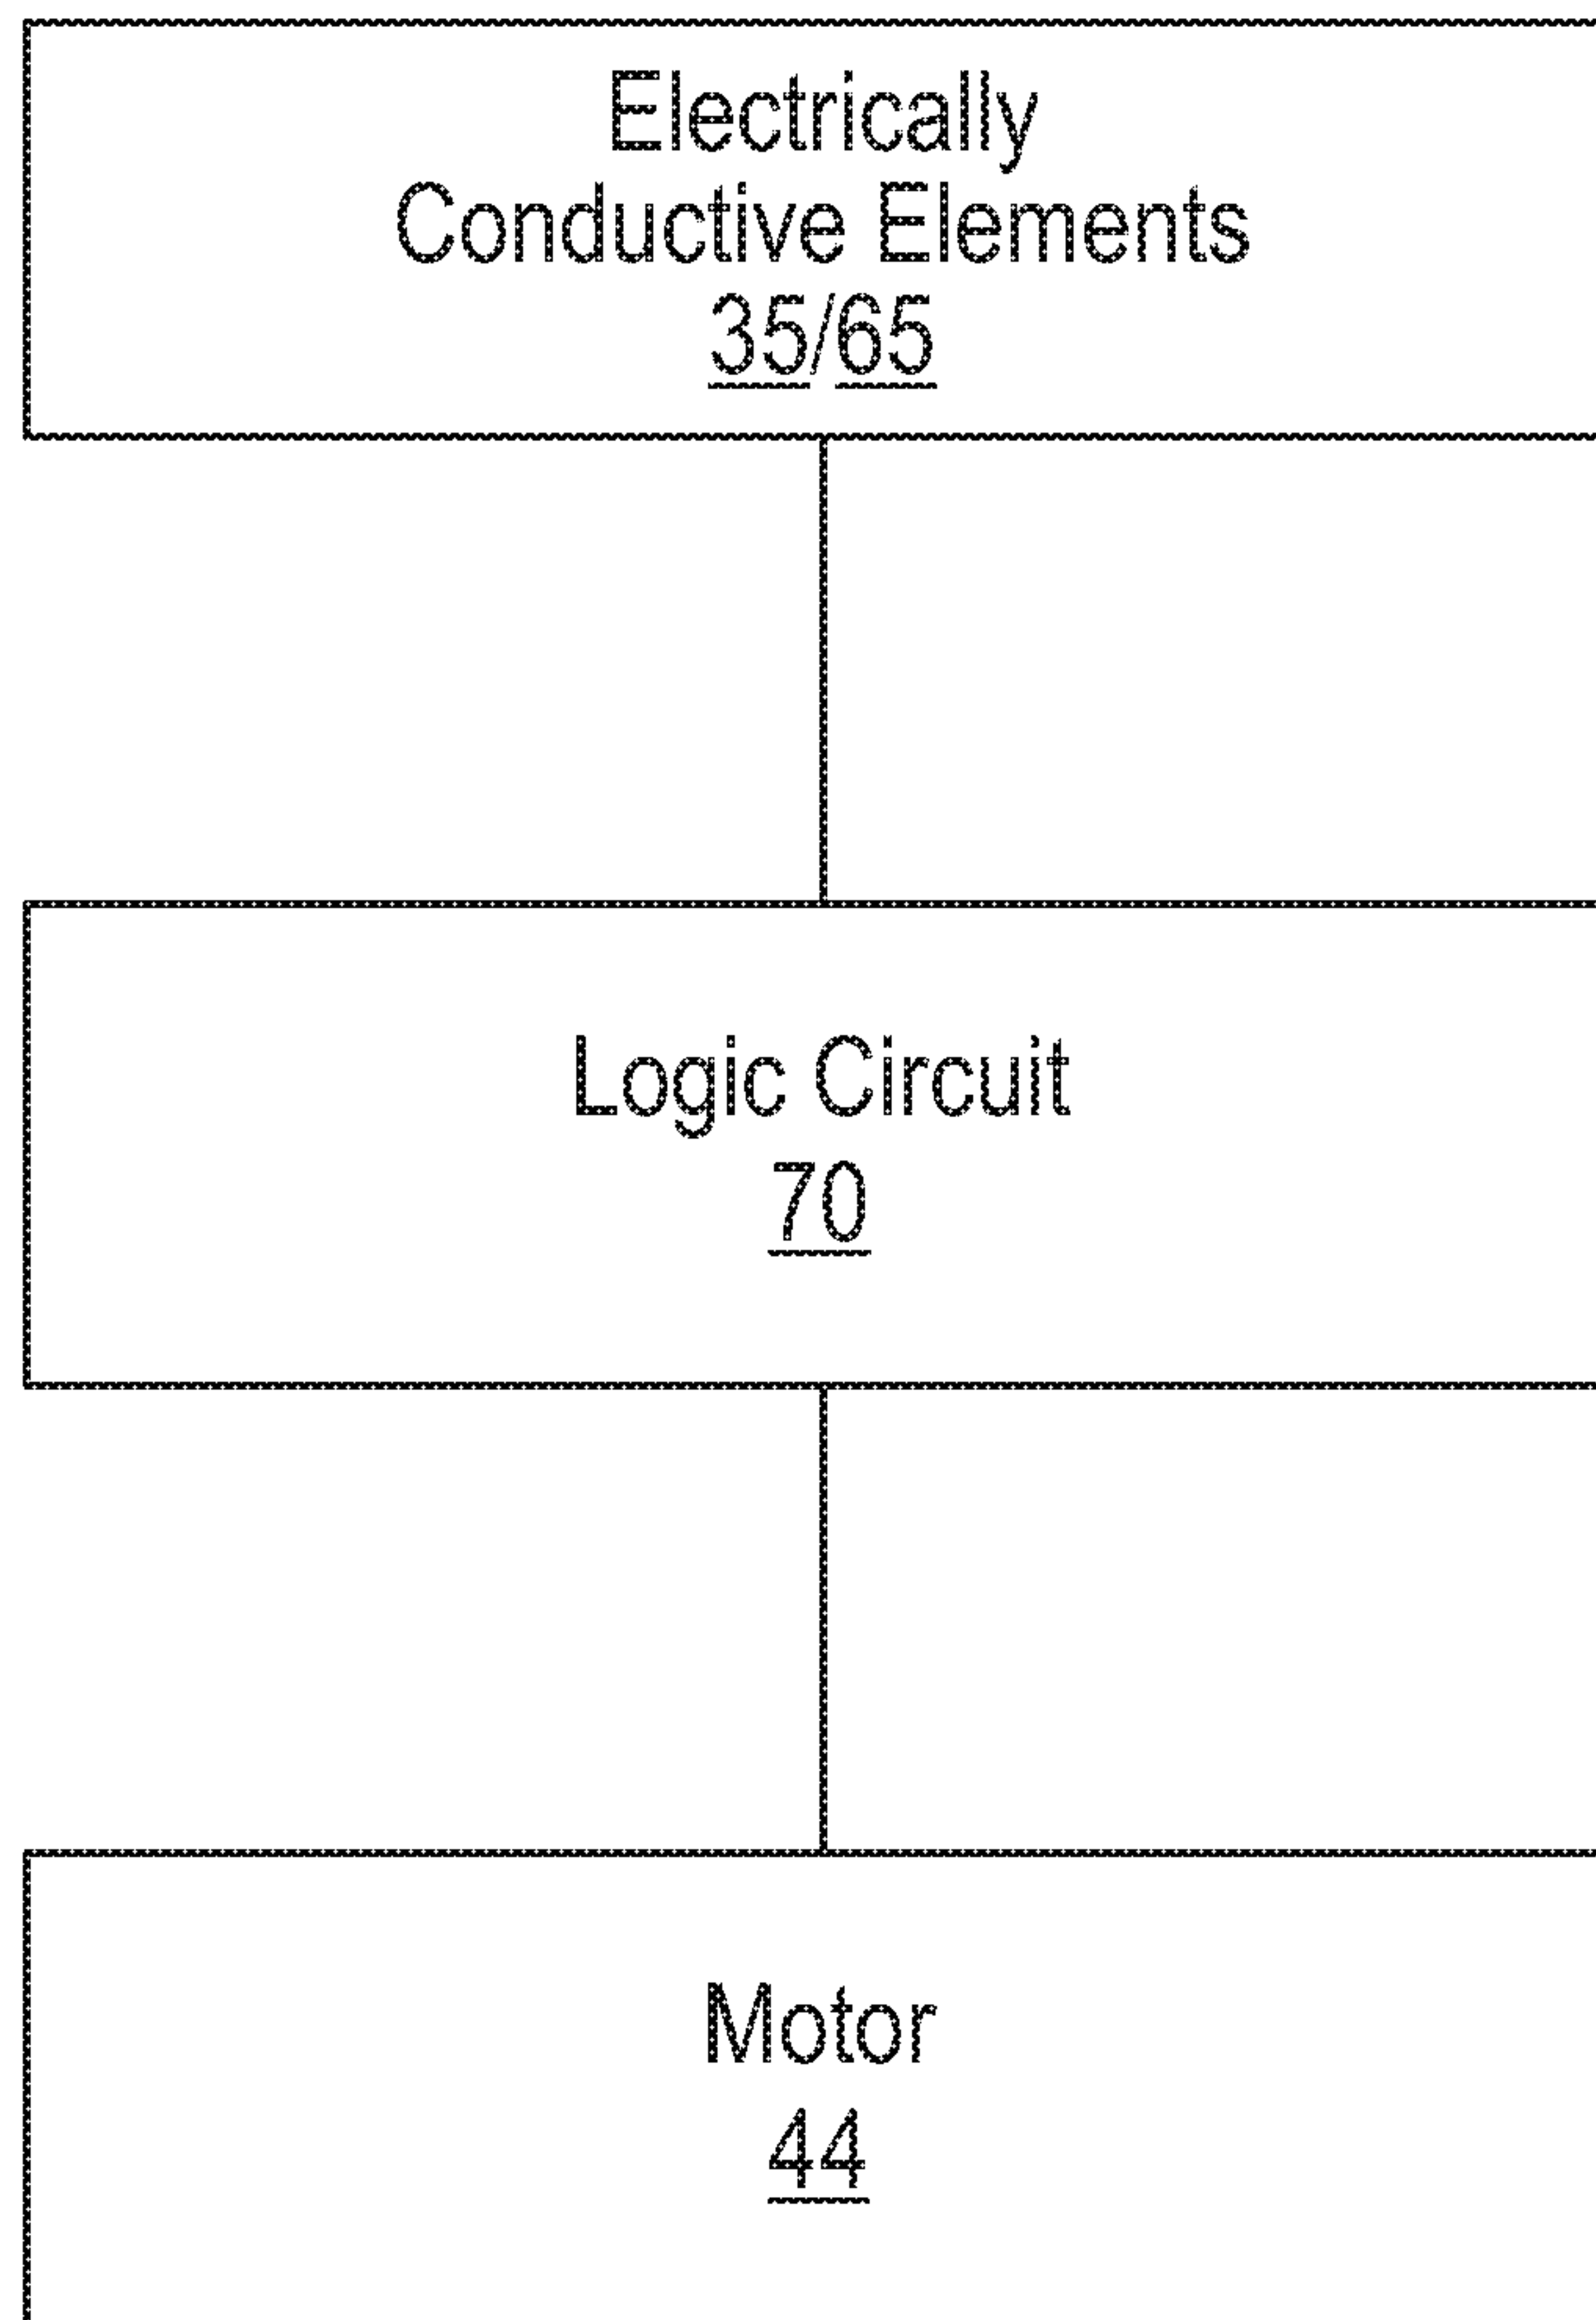 Electrically
Conductive Elements
35/65
Logic Circuit
70
Motor
44